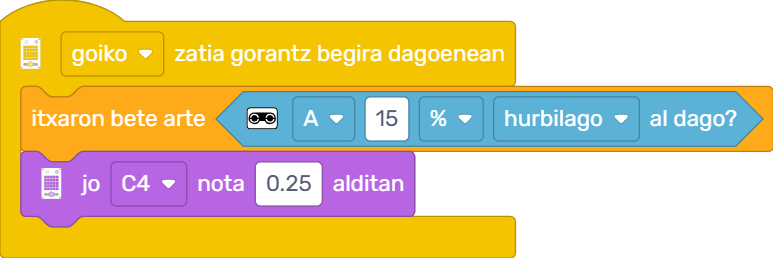 goiko zatia gorantz begira dagoenean
itxaron bete arte A 15 % hurbilago al dago?
jo C4 nota 0.25 alditan